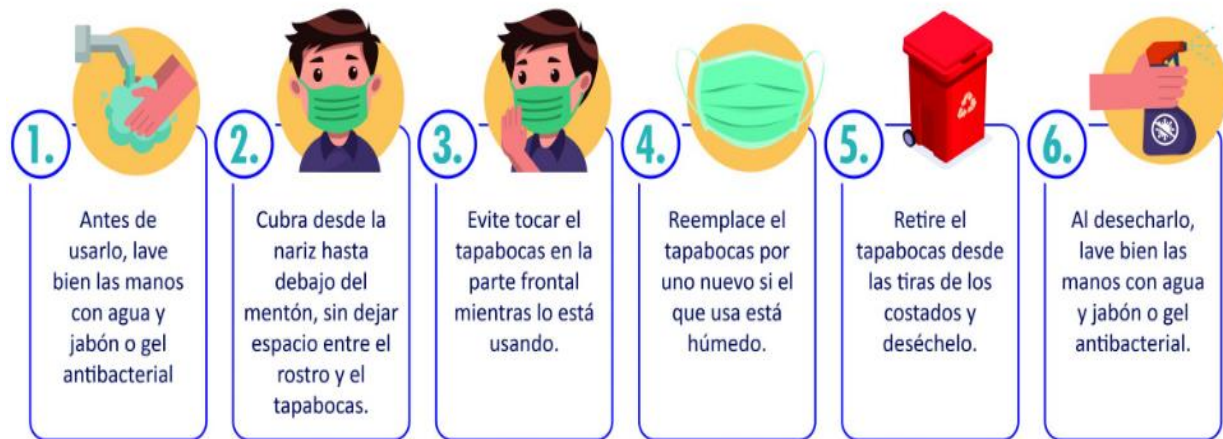 1.
Antes de
usarlo, lave
bien las manos
con agua y
jabón o gel
antibacterial
2.
Cubra desde la
nariz hasta
debajo del
mentón, sin dejar
espacio entre el
rostro y el
tapabocas.
3.
Evite tocar el
tapabocas en la
parte frontal
mientras lo está
usando.
4.
Reemplace el
tapabocas por
uno nuevo si el
que usa está
húmedo.
5.
Retire el
tapabocas desde
las tiras de los
costados y
deséchelo.
6.
Al desecharlo,
lave bien las
manos con agua
y jabón o gel
antibacterial.